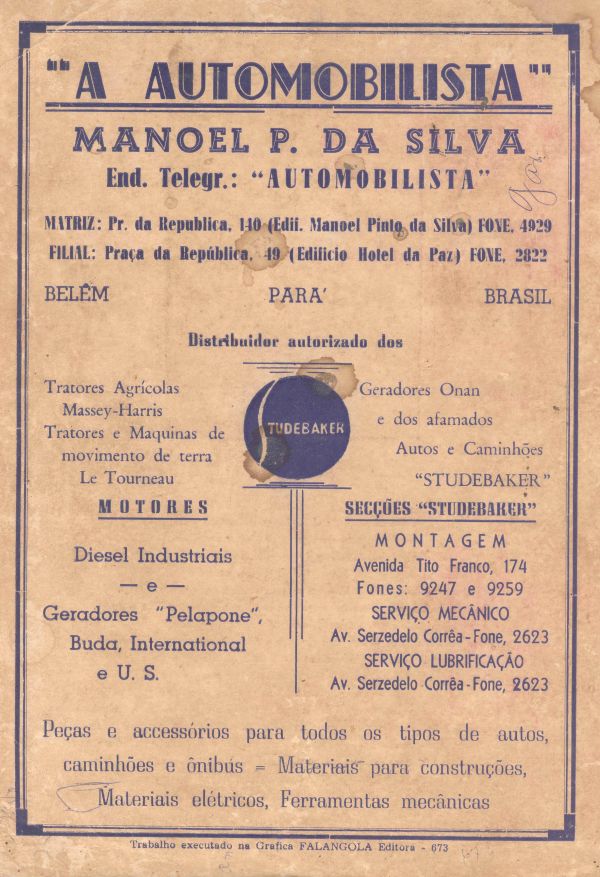 ""A AUTOMOBILISTA""
MANOEL P. DA SILVA
End. Telegr.: "AUTOMOBILISTA"
MATRIZ: Pr. da Republica, 140 (Edif. Manoel Pinto da Silva) FONE, 4929
FILIAL: Praça da República, 49 (Edificio Hotel da Paz) FONE, 2822
BELÊM PARA' BRASIL
Distribuidor autorizado dos
Tratores Agrícolas
Massey-Harris
Tratores e Maquinas de
movimento de terra
Le Tourneau
STUDEBAKER
Geradores Onan
e dos afamados
Autos e Caminhões
"STUDEBAKER"
MOTORES
Diesel Industriais
— e —
Geradores "Pelapone",
Buda, International
e U. S.
SECÇÕES "STUDEBAKER"
MONTAGEM
Avenida Tito Franco, 174
Fones: 9247 e 9259
SERVIÇO MECÂNICO
Av. Serzedelo Corrêa-Fone, 2623
SERVIÇO LUBRIFICAÇÃO
Av. Serzedelo Corrêa-Fone, 2623
Peças e accessórios para todos os tipos de autos,
caminhões e ônibus = Materiais para construções,
Materiais elétricos, Ferramentas mecânicas
Trabalho executado na Grafica FALANGOLA Editora - 673